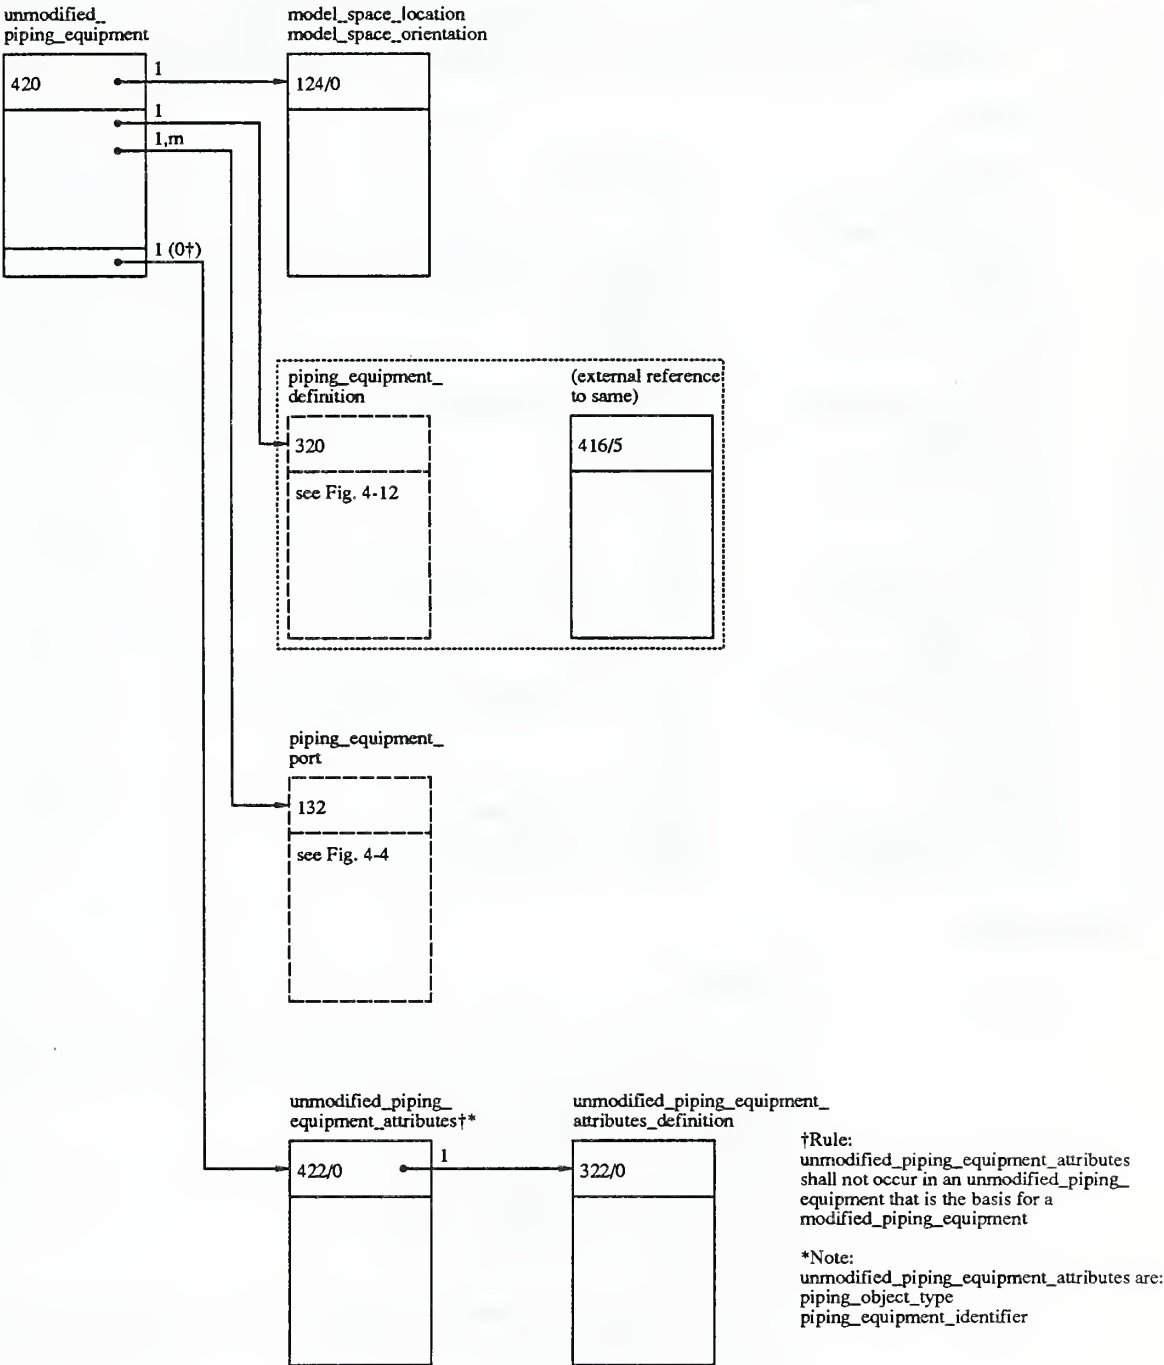 unmodified_
piping_equipment
model_space_location
model_space_orientation
420
1
124/0
1
1,m
1 (0†)
piping_equipment_
definition
(external reference
to same)
320
416/5
see Fig. 4-12
piping_equipment_
port
132
see Fig. 4-4
unmodified_piping_
equipment_attributes†*
unmodified_piping_equipment_
attributes_definition
422/0
1
322/0
†Rule:
unmodified_piping_equipment_attributes
shall not occur in an unmodified_piping_
equipment that is the basis for a
modified_piping_equipment
*Note:
unmodified_piping_equipment_attributes are:
piping_object_type
piping_equipment_identifier